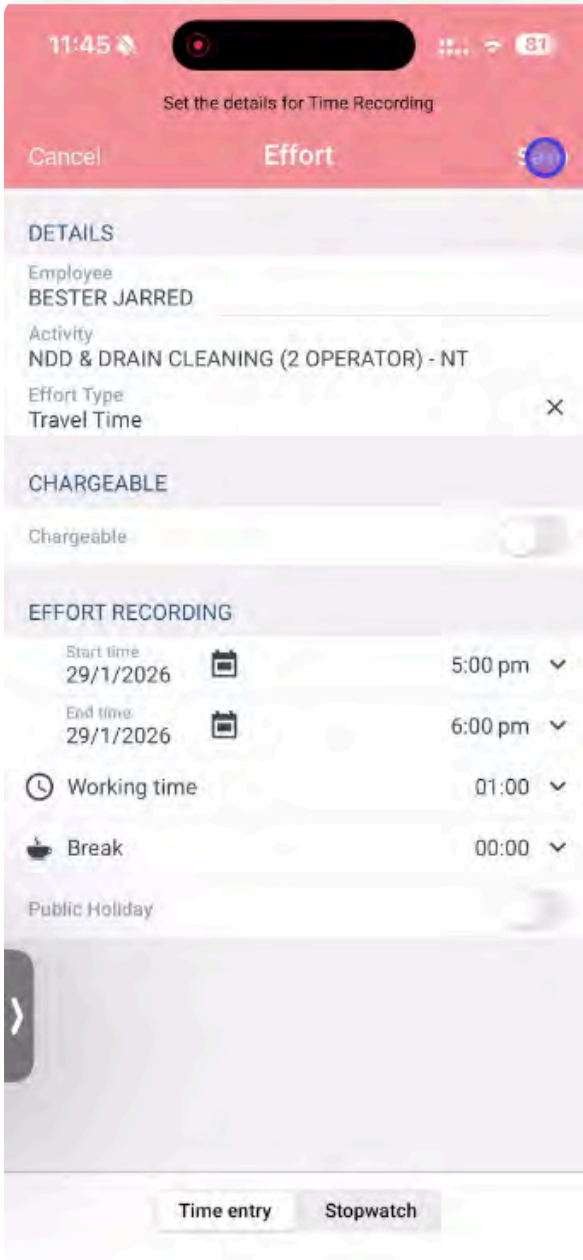 11:45
81
Set the details for Time Recording
Cancel
Effort
DETAILS
Employee
BESTER JARRED
Activity
NDD & DRAIN CLEANING (2 OPERATOR) - NT
Effort Type
Travel Time
CHARGEABLE
Chargeable
EFFORT RECORDING
Start time
29/1/2026
5:00 pm
End time
29/1/2026
6:00 pm
Working time
01:00
Break
00:00
Public Holiday
Time entry
Stopwatch